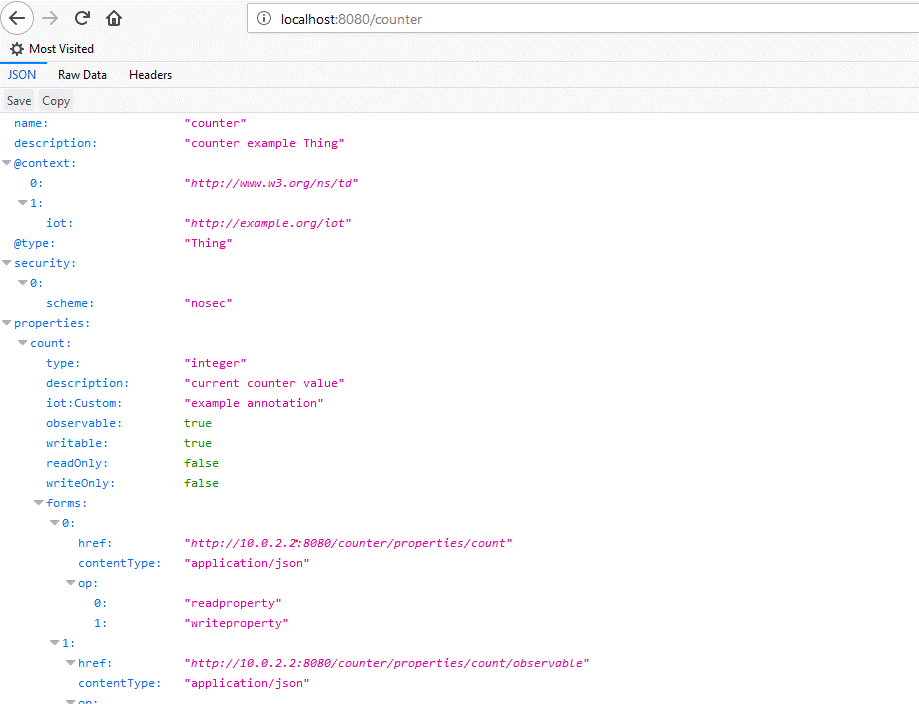 localhost:8080/counter
Most Visited
JSON Raw Data Headers
Save Copy
name: "counter"
description: "counter example Thing"
@context:
0: "http://www.w3.org/ns/td"
1:
iot: "http://example.org/iot"
@type: "Thing"
security:
0:
scheme: "nosec"
properties:
count:
type: "integer"
description: "current counter value"
iot:Custom: "example annotation"
observable: true
writable: true
readOnly: false
writeOnly: false
forms:
0:
href: "http://10.0.2.2:8080/counter/properties/count"
contentType: "application/json"
op:
0: "readproperty"
1: "writeproperty"
1:
href: "http://10.0.2.2:8080/counter/properties/count/observable"
contentType: "application/json"
op: